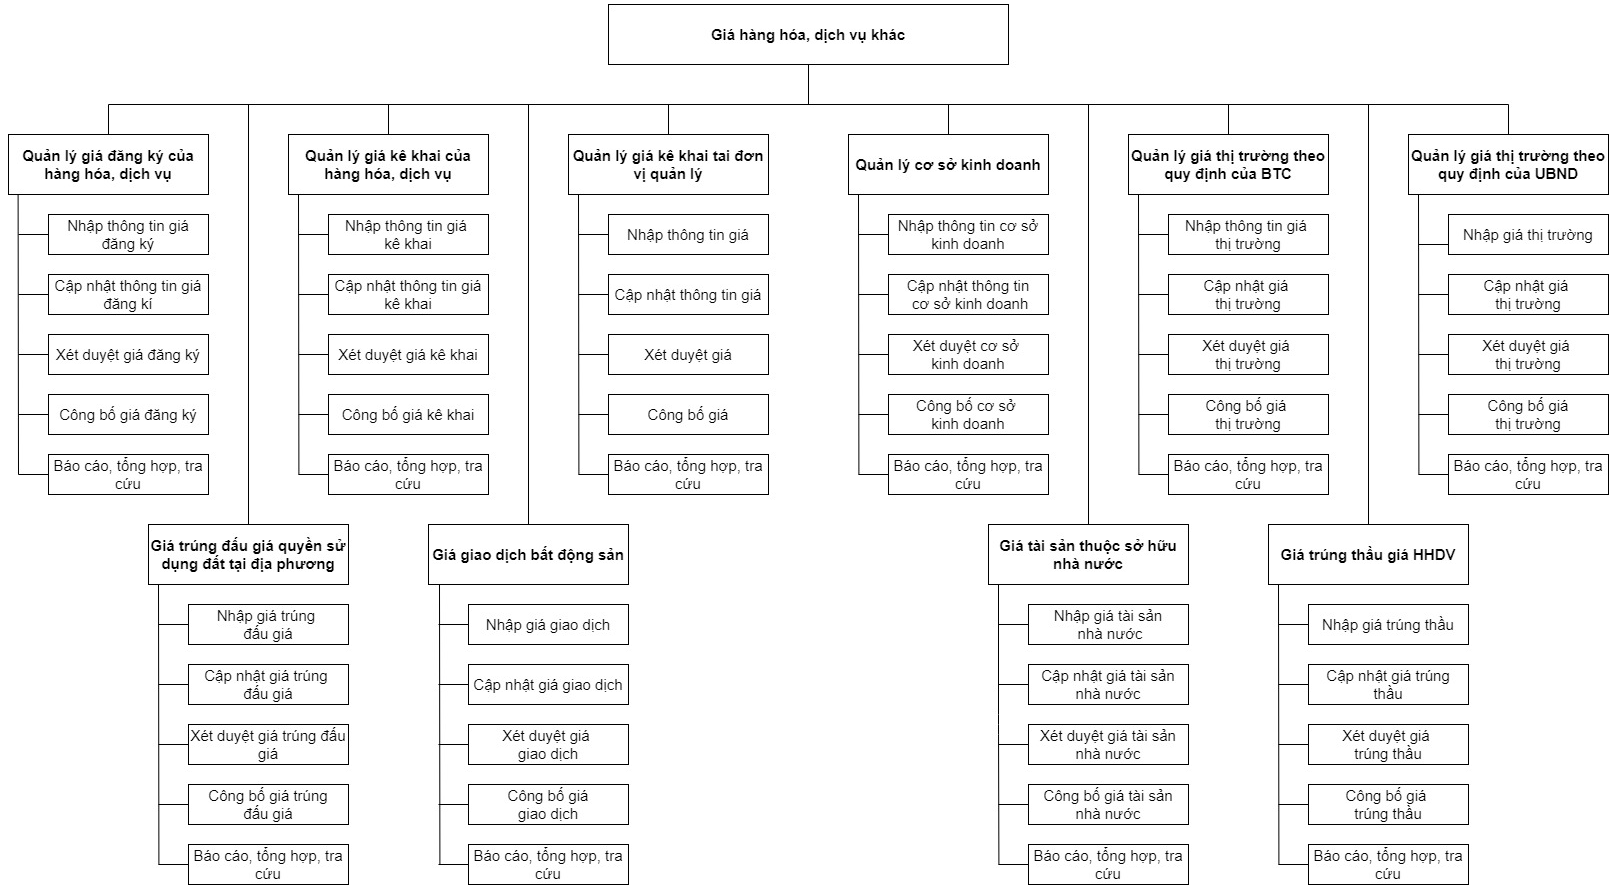 Giá hàng hóa, dịch vụ khác
Quản lý giá đăng ký của
hàng hóa, dịch vụ
Nhập thông tin giá
đăng ký
Cập nhật thông tin giá
đăng kí
Xét duyệt giá đăng ký
Công bố giá đăng ký
Báo cáo, tổng hợp, tra
cứu
Quản lý giá kê khai của
hàng hóa, dịch vụ
Nhập thông tin giá
kê khai
Cập nhật thông tin giá
kê khai
Xét duyệt giá kê khai
Công bố giá kê khai
Báo cáo, tổng hợp, tra
cứu
Quản lý giá kê khai tai đơn
vị quản lý
Nhập thông tin giá
Cập nhật thông tin giá
Xét duyệt giá
Công bố giá
Báo cáo, tổng hợp, tra
cứu
Quản lý cơ sở kinh doanh
Nhập thông tin cơ sở
kinh doanh
Cập nhật thông tin
cơ sở kinh doanh
Xét duyệt cơ sở
kinh doanh
Công bố cơ sở
kinh doanh
Báo cáo, tổng hợp, tra
cứu
Quản lý giá thị trường theo
quy định của BTC
Nhập thông tin giá
thị trường
Cập nhật giá
thị trường
Xét duyệt giá
thị trường
Công bố giá
thị trường
Báo cáo, tổng hợp, tra
cứu
Quản lý giá thị trường theo
quy định của UBND
Nhập giá thị trường
Cập nhật giá
thị trường
Xét duyệt giá
thị trường
Công bố giá
thị trường
Báo cáo, tổng hợp, tra
cứu
Giá trúng đấu giá quyền sử
dụng đất tại địa phương
Nhập giá trúng
đấu giá
Cập nhật giá trúng
đấu giá
Xét duyệt giá trúng đấu
giá
Công bố giá trúng
đấu giá
Báo cáo, tổng hợp, tra
cứu
Giá giao dịch bất động sản
Nhập giá giao dịch
Cập nhật giá giao dịch
Xét duyệt giá
giao dịch
Công bố giá
giao dịch
Báo cáo, tổng hợp, tra
cứu
Giá tài sản thuộc sở hữu
nhà nước
Nhập giá tài sản
nhà nước
Cập nhật giá tài sản
nhà nước
Xét duyệt giá tài sản
nhà nước
Công bố giá tài sản
nhà nước
Báo cáo, tổng hợp, tra
cứu
Giá trúng thầu giá HHDV
Nhập giá trúng thầu
Cập nhật giá trúng
thầu
Xét duyệt giá
trúng thầu
Công bố giá
trúng thầu
Báo cáo, tổng hợp, tra
cứu